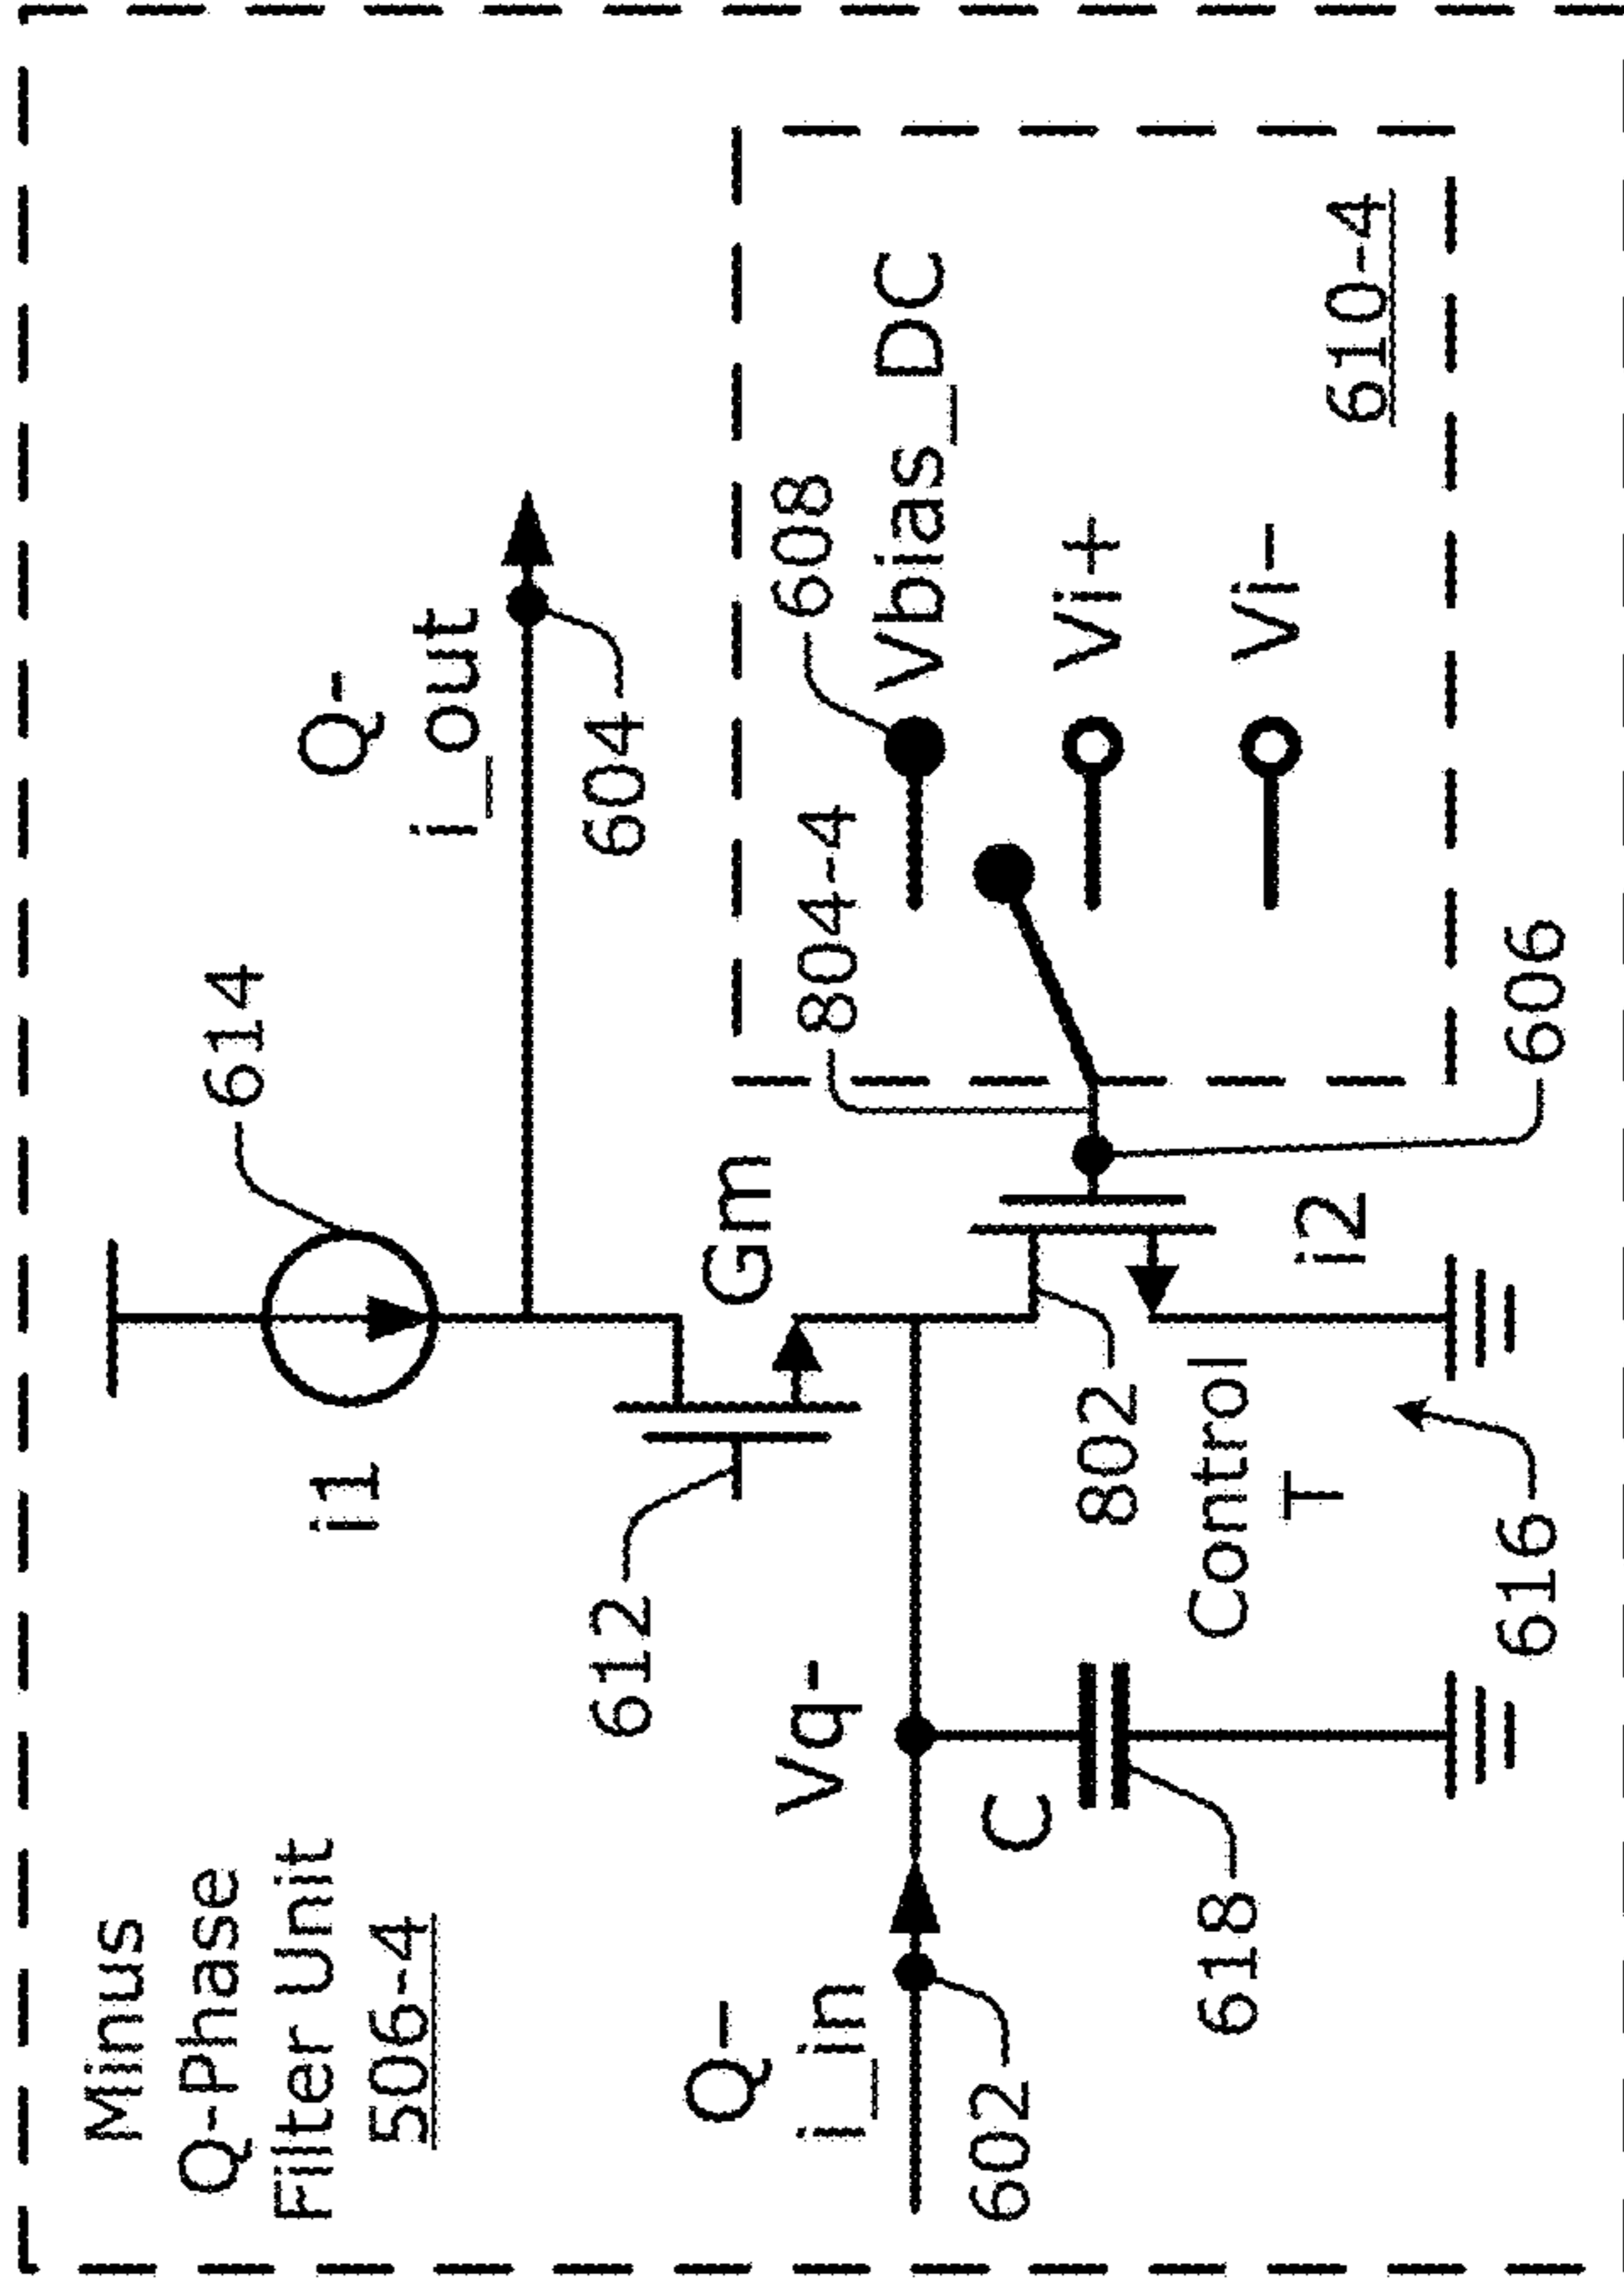 Minus
Q-Phase
Filter Unit
506-4
i1
614
Q-
i_out
604
612
Gm
Vq-
Q-
i_in
602
C
618
802
Control
T
616
i2
606
804-4
608
Vbias_DC
Vi+
Vi-
610-4